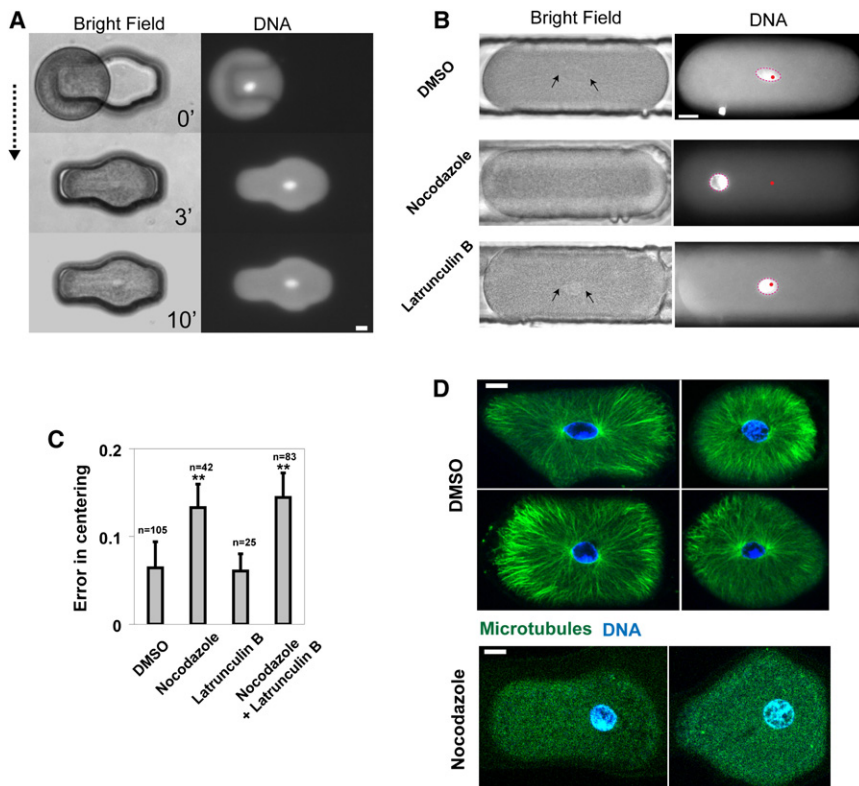 A
Bright Field
DNA
0'
3'
10'
B
Bright Field
DNA
DMSO
Nocodazole
Latrunculin B
C
Error in centering
0.2
0.1
0
n=105
n=42
**
n=25
n=83
**
DMSO
Nocodazole
Latrunculin B
Nocodazole
+ Latrunculin B
D
DMSO
Microtubules DNA
Nocodazole